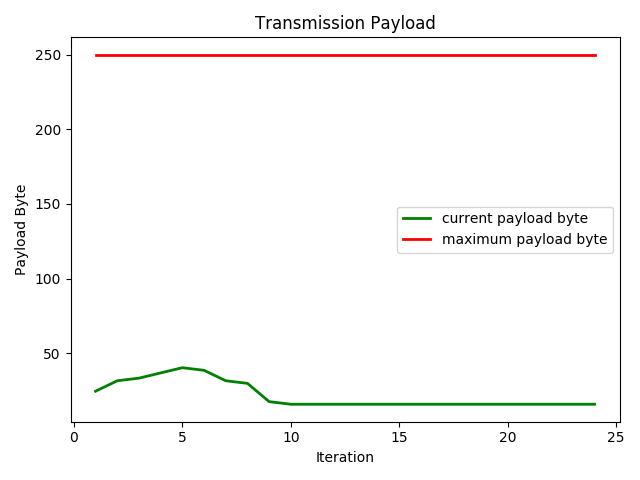 Transmission Payload
250
200
150
100
50
Payload Byte
current payload byte
maximum payload byte
0 5 10 15 20 25
Iteration